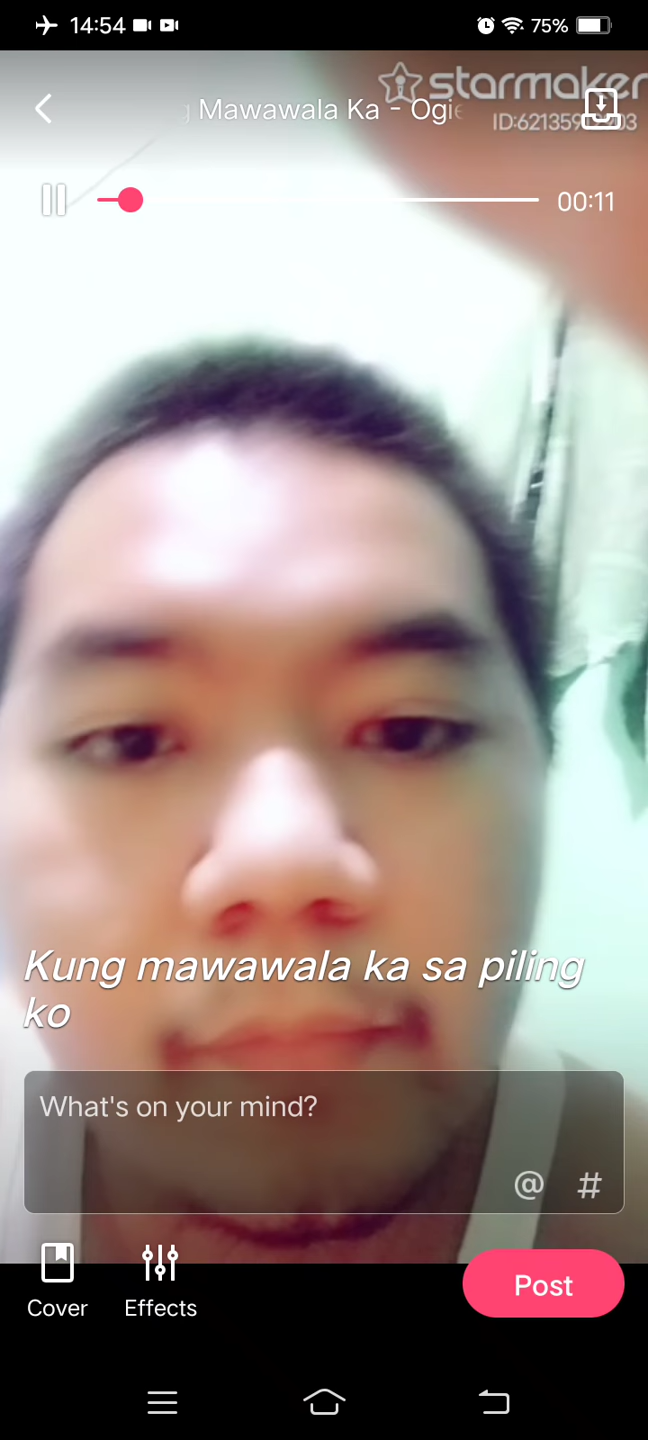 14:54
75%
starmaker
Mawawala Ka - Ogie
00:11
Kung mawawala ka sa piling
ko
What's on your mind?
@ #
Cover Effects
Post